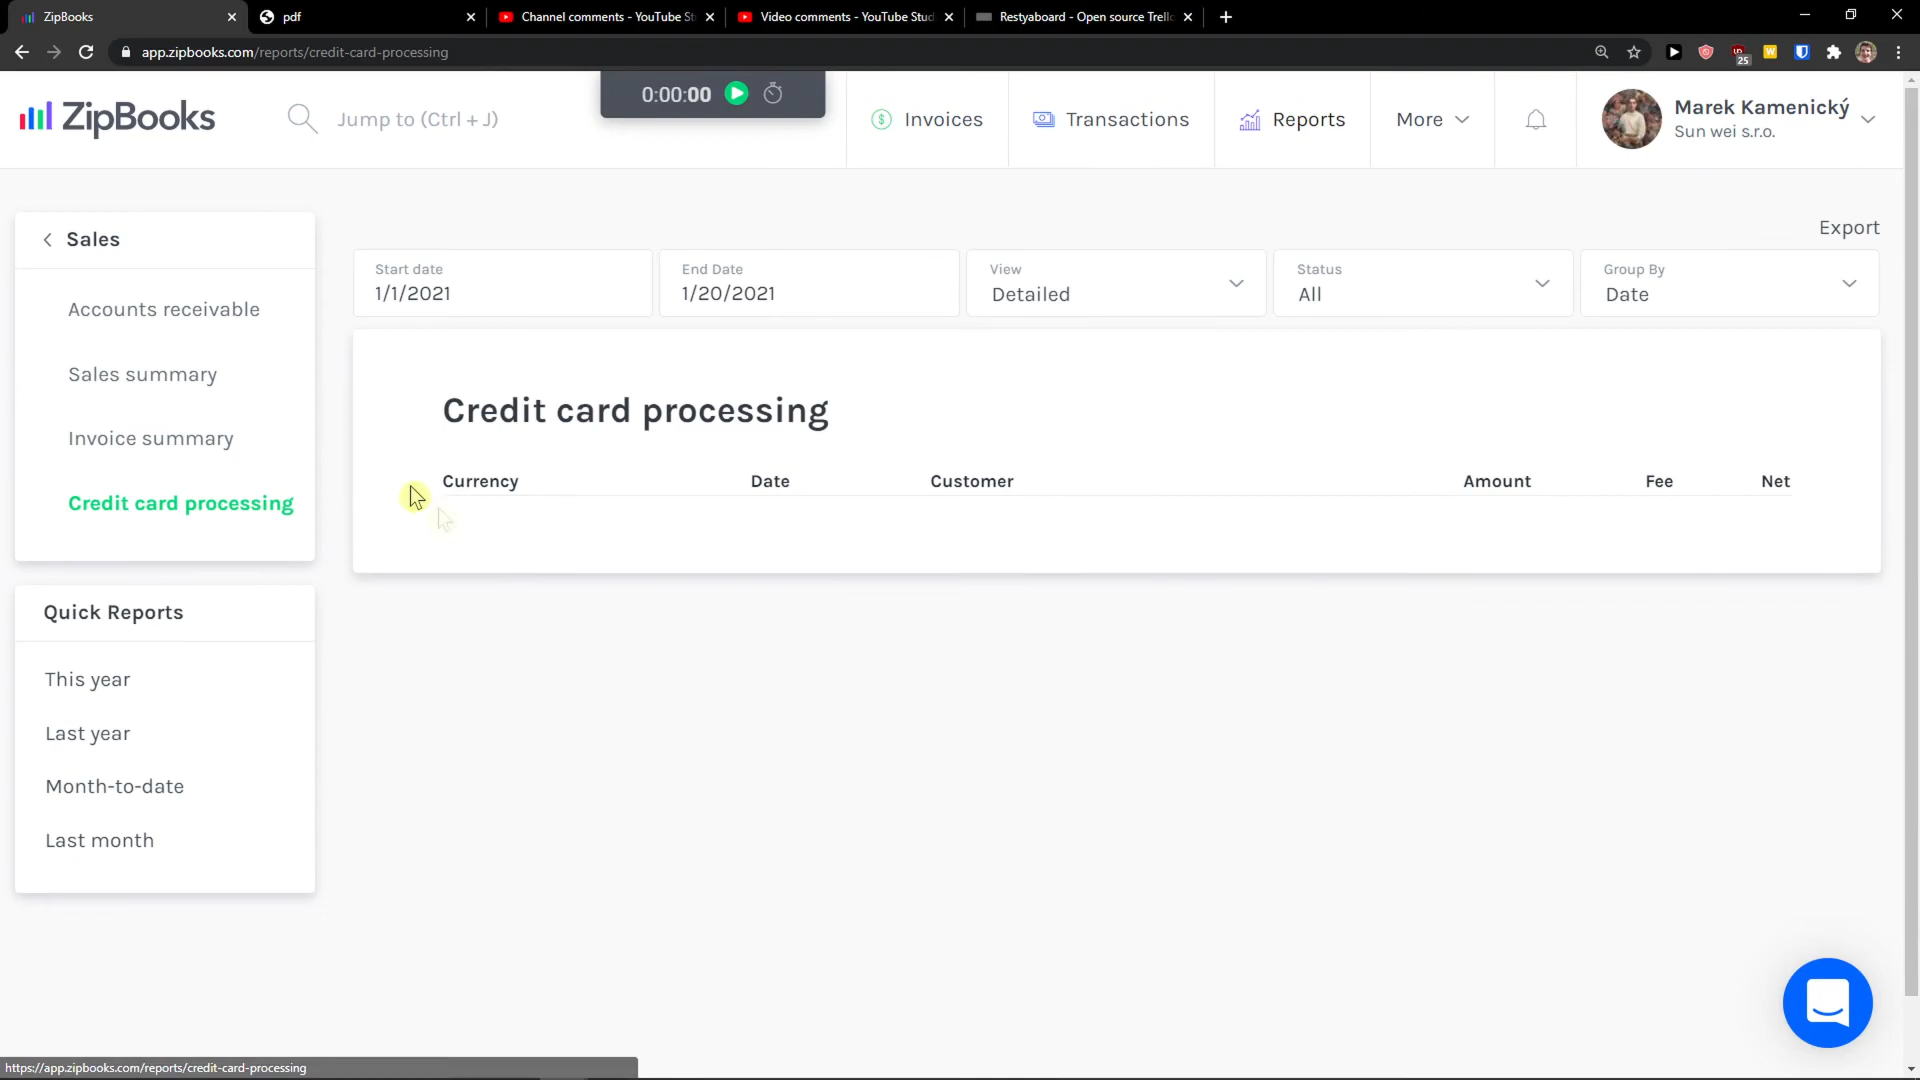 ZipBooks
pdf
Channel comments - YouTube St
Video comments - YouTube Stud
Restyaboard - Open source Trello
app.zipbooks.com/reports/credit-card-processing
25
ZipBooks
Jump to (Ctrl + J)
0:00:00
Invoices
Transactions
Reports
More
Marek Kamenický
Sun wei s.r.o.
Sales
Accounts receivable
Sales summary
Invoice summary
Credit card processing
Quick Reports
This year
Last year
Month-to-date
Last month
Export
Start date
1/1/2021
End Date
1/20/2021
View
Detailed
Status
All
Group By
Date
Credit card processing
Currency Date Customer Amount Fee Net
https://app.zipbooks.com/reports/credit-card-processing